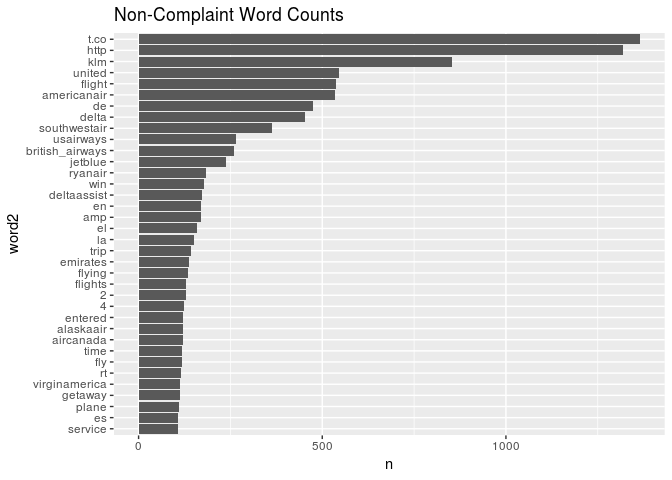 Non-Complaint Word Counts
t.co
http
klm
united
flight
americanair
de
delta
southwestair
usairways
british_airways
jetblue
ryanair
win
deltaassist
en
amp
el
la
trip
emirates
flying
flights
2
4
entered
alaskaair
aircanada
time
fly
rt
virginamerica
getaway
plane
es
service
word2
0 500 1000
n